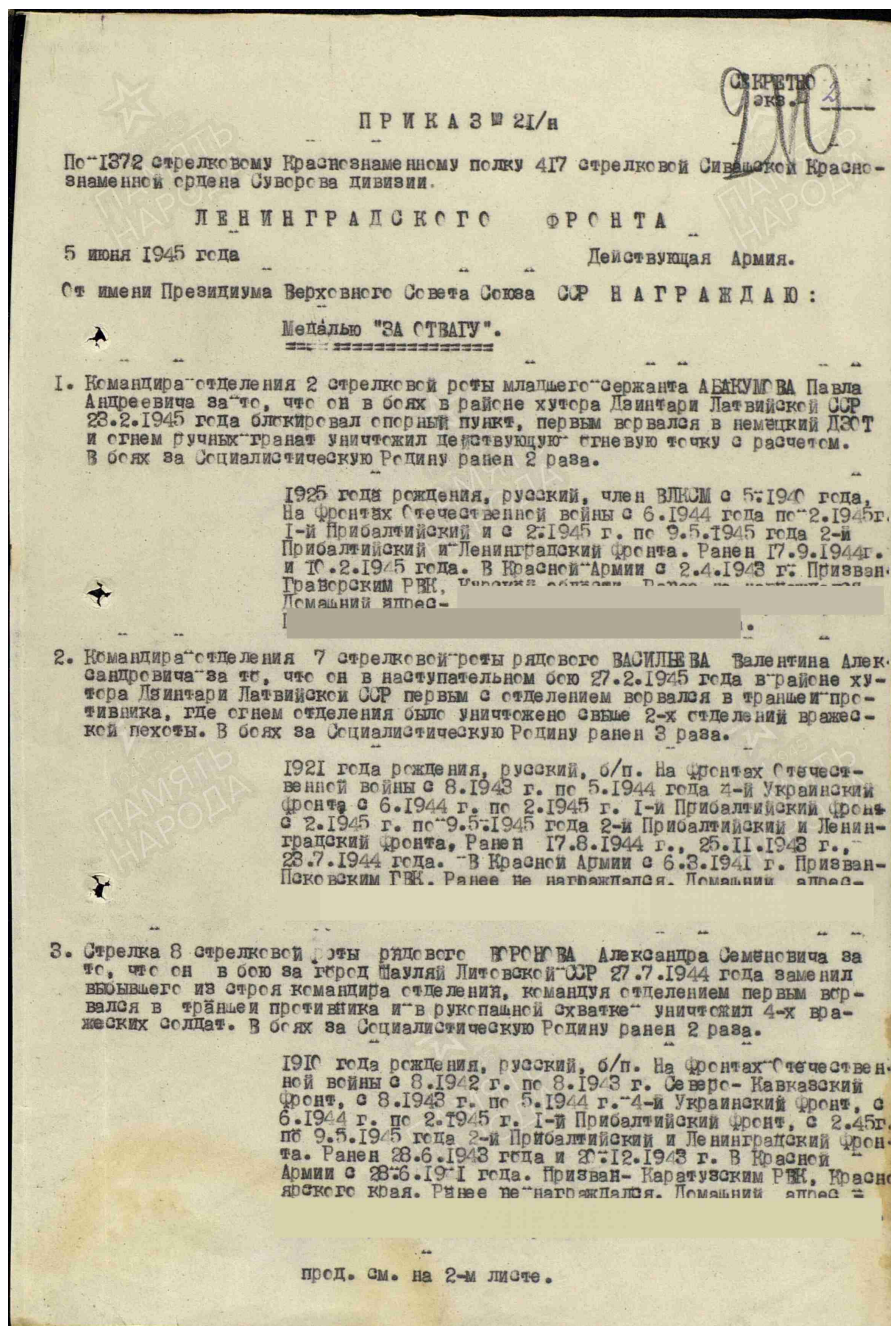 СЕКРЕТНО
экз. 2
210
ПРИКАЗ № 21/н
По 1372 стрелковому Краснознаменному полку 417 стрелковой Сивашской Красно-
знаменной ордена Суворова дивизии.
ЛЕНИНГРАДСКОГО ФРОНТА
5 июня 1945 года Действующая Армия.
От имени Президиума Верховного Совета Союза ССР НАГРАЖДАЮ:
Медалью "ЗА ОТВАГУ".
1. Командира отделения 2 стрелковой роты младшего сержанта АБАКУМОВА Павла
Андреевича за то, что он в боях в районе хутора Дзинтари Латвийской ССР
23.2.1945 года блокировал опорный пункт, первым ворвался в немецкий ДЗОТ
и огнем ручных гранат уничтожил действующую огневую точку с расчетом.
В боях за Социалистическую Родину ранен 2 раза.
1925 года рождения, русский, член ВЛКСМ с 5.1940 года,
На фронтах Отечественной войны с 6.1944 года по 2.1945г.
1-й Прибалтийский и с 2.1945 г. по 9.5.1945 года 2-й
Прибалтийский и Ленинградский фронта. Ранен 17.9.1944г.
и 10.2.1945 года. В Красной Армии с 2.4.1943 г. Призван
Грайворским РВК, Курской области. Ранее не награждался.
Домашний адрес-
2. Командира отделения 7 стрелковой роты рядового ВАСИЛЬЕВА Валентина Алек-
сандровича за то, что он в наступательном бою 27.2.1945 года в районе ху-
тора Дзинтари Латвийской ССР первым с отделением ворвался в траншеи про-
тивника, где огнем отделения было уничтожено свыше 2-х отделений вражес-
кой пехоты. В боях за Социалистическую Родину ранен 3 раза.
1921 года рождения, русский, б/п. На фронтах Отечест-
венной войны с 8.1943 г. по 5.1944 года 4-й Украинский
фронт, с 6.1944 г. по 2.1945 г. 1-й Прибалтийский фронт
с 2.1945 г. по 9.5.1945 года 2-й Прибалтийский и Ленин-
градский фронта, Ранен 17.8.1944 г., 25.11.1943 г.,
23.7.1944 года. В Красной Армии с 6.3.1941 г. Призван-
Псковским ГВК. Ранее не награждался. Домашний адрес-
3. Стрелка 8 стрелковой роты рядового ВОРОНОВА Александра Семеновича за
то, что он в бою за город Шауляй Литовской ССР 27.7.1944 года заменил
выбывшего из строя командира отделения, командуя отделением первым вор-
вался в траншеи противника и в рукопашной схватке уничтожил 4-х вра-
жеских солдат. В боях за Социалистическую Родину ранен 2 раза.
1910 года рождения, русский, б/п. На фронтах Отечествен-
ной войны с 8.1942 г. по 8.1943 г. Северо- Кавказский
фронт, с 8.1943 г. по 5.1944 г. 4-й Украинский фронт, с
6.1944 г. по 2.1945 г. 1-й Прибалтийский фронт, с 2.45г.
по 9.5.1945 года 2-й Прибалтийский и Ленинградский фрон-
та. Ранен 28.6.1943 года и 20.12.1943 г. В Красной
Армии с 28.6.1941 года. Призван- Каратузским РВК, Красно
ярского края. Ранее не награждался. Домашний адрес -
прод. см. на 2-м листе.
ПАМЯТЬ НАРОДА